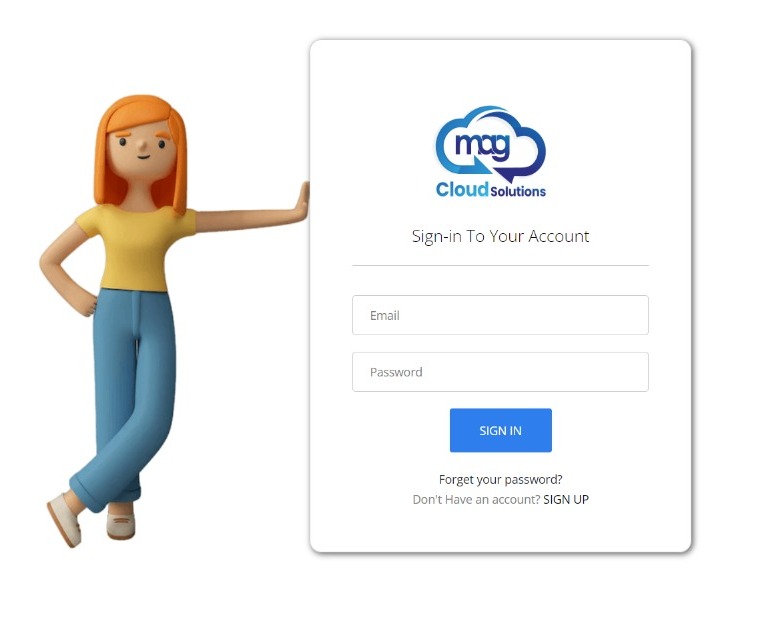 mag
Cloud Solutions
Sign-in To Your Account
Email
Password
SIGN IN
Forget your password?
Don't Have an account? SIGN UP